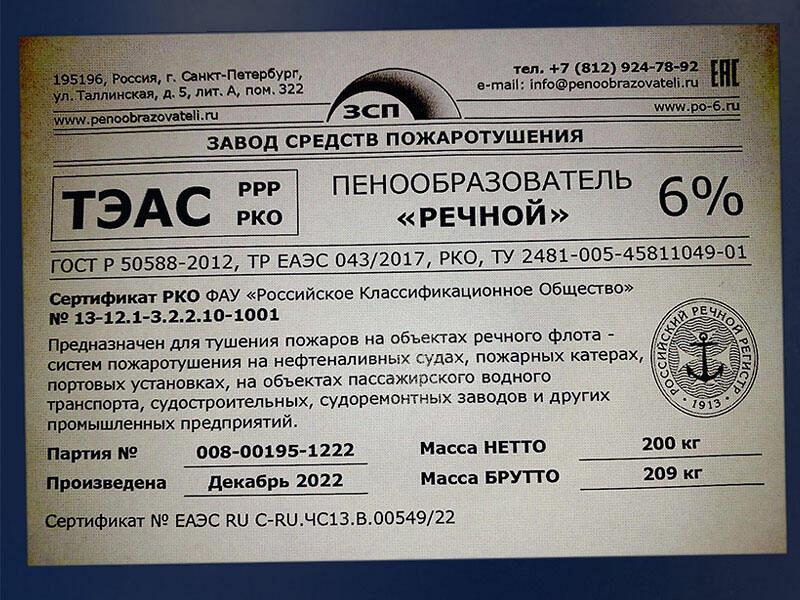 195196, Россия, г. Санкт-Петербург,
ул. Таллинская, д. 5, лит. А, пом. 322
www.penoobrazovateli.ru
ЗСП
тел. +7 (812) 924-78-92
e-mail: info@penoobrazovateli.ru
www.po-6.ru
EAC
ЗАВОД СРЕДСТВ ПОЖАРОТУШЕНИЯ
ТЭАС
РРР
РКО
ПЕНООБРАЗОВАТЕЛЬ
«РЕЧНОЙ»
6%
ГОСТ Р 50588-2012, ТР ЕАЭС 043/2017, РКО, ТУ 2481-005-45811049-01
Сертификат РКО ФАУ «Российское Классификационное Общество»
№ 13-12.1-3.2.2.10-1001
Предназначен для тушения пожаров на объектах речного флота -
систем пожаротушения на нефтеналивных судах, пожарных катерах,
портовых установках, на объектах пассажирского водного
транспорта, судостроительных, судоремонтных заводов и других
промышленных предприятий.
РОССИЙСКИЙ РЕЧНОЙ РЕГИСТР
· 1913 ·
Партия № 008-00195-1222 Масса НЕТТО 200 кг
Произведена Декабрь 2022 Масса БРУТТО 209 кг
Сертификат № ЕАЭС RU C-RU.ЧС13.В.00549/22